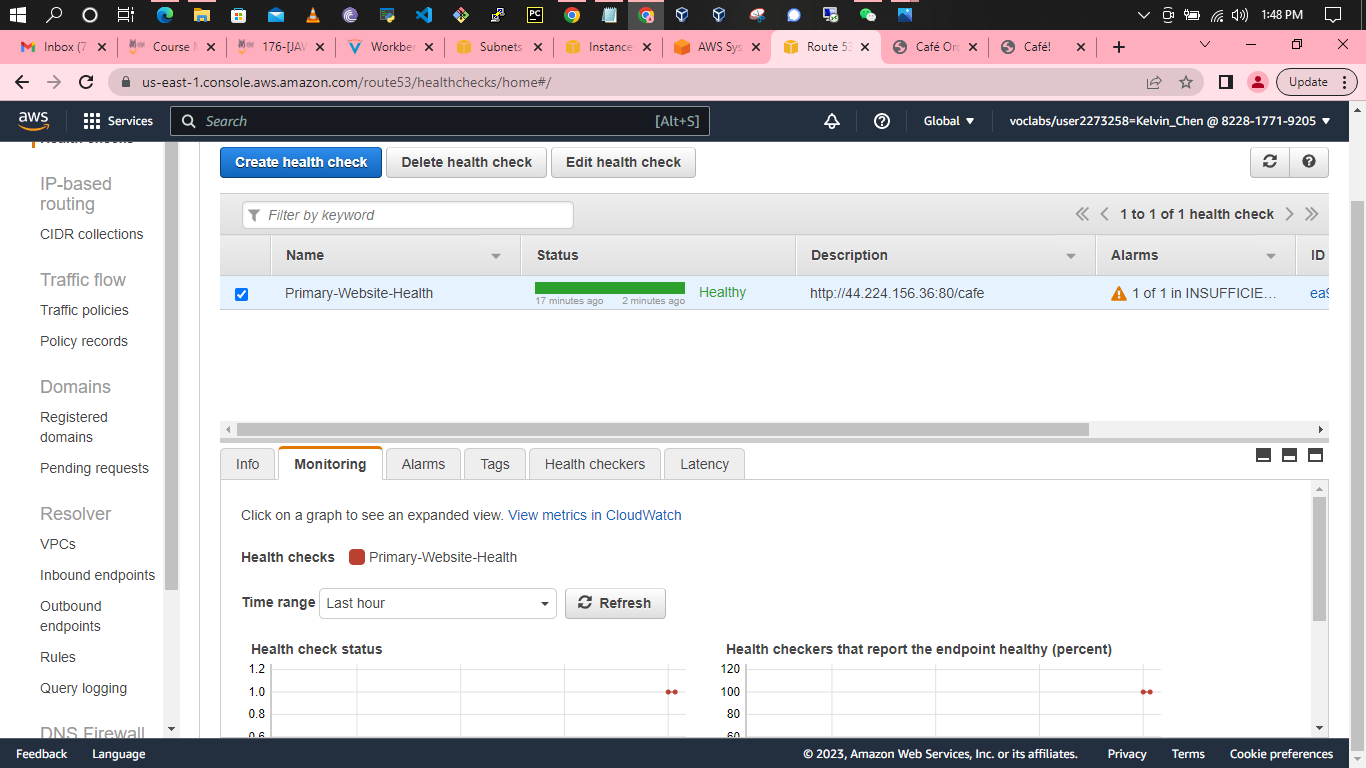 1:48 PM
Inbox (7
Course M
176-[JAV
Workben
Subnets
Instance
AWS Sys
Route 53
Café Ord
Café!
us-east-1.console.aws.amazon.com/route53/healthchecks/home#/
Update
aws
Services
Search
[Alt+S]
Global
voclabs/user2273258=Kelvin_Chen @ 8228-1771-9205
Health checks
IP-based
routing
CIDR collections
Traffic flow
Traffic policies
Policy records
Domains
Registered
domains
Pending requests
Resolver
VPCs
Inbound endpoints
Outbound
endpoints
Rules
Query logging
DNS Firewall
Create health check
Delete health check
Edit health check
Filter by keyword
1 to 1 of 1 health check
Name
Status
Description
Alarms
ID
Primary-Website-Health
17 minutes ago
2 minutes ago
Healthy
http://44.224.156.36:80/cafe
1 of 1 in INSUFFICIE…
ea9
Info
Monitoring
Alarms
Tags
Health checkers
Latency
Click on a graph to see an expanded view. View metrics in CloudWatch
Health checks
Primary-Website-Health
Time range
Last hour
Refresh
Health check status
1.2
1.0
0.8
0.6
Health checkers that report the endpoint healthy (percent)
120
100
80
60
Feedback
Language
© 2023, Amazon Web Services, Inc. or its affiliates.
Privacy
Terms
Cookie preferences